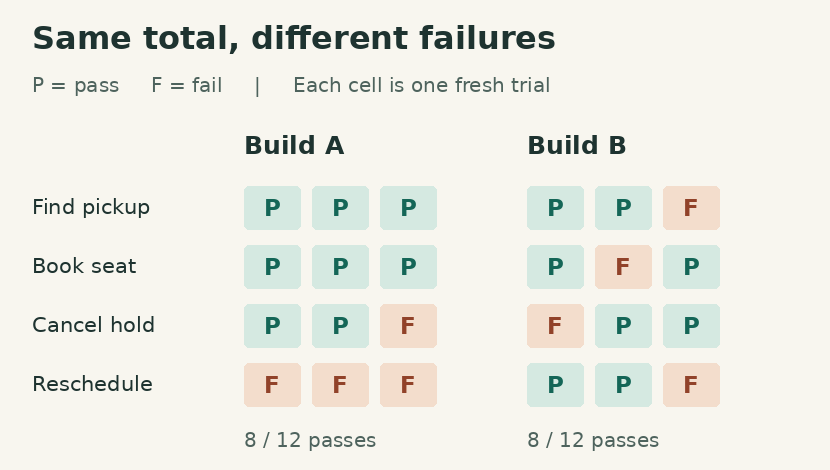 Same total, different failures
P = pass F = fail | Each cell is one fresh trial
Build A Build B
Find pickup P P P P P F
Book seat P P P P F P
Cancel hold P P F F P P
Reschedule F F F P P F
8 / 12 passes 8 / 12 passes